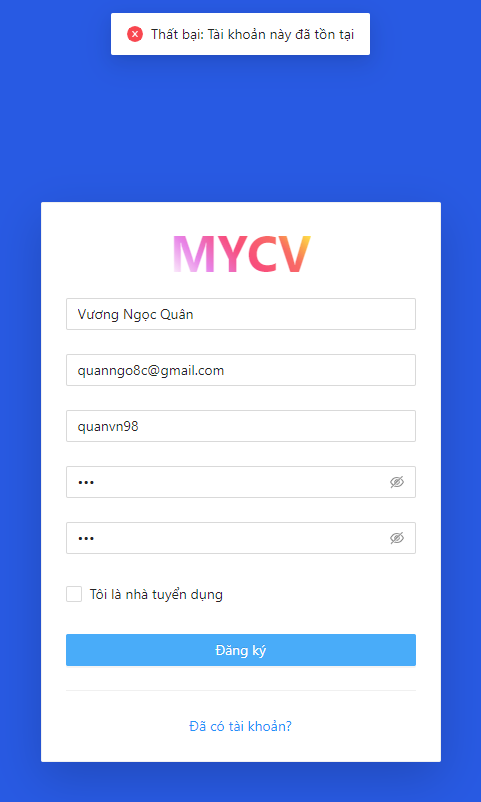 Thất bại: Tài khoản này đã tồn tại
MYCV
Vương Ngọc Quân
quanngo8c@gmail.com
quanvn98
•••
•••
Tôi là nhà tuyển dụng
Đăng ký
Đã có tài khoản?